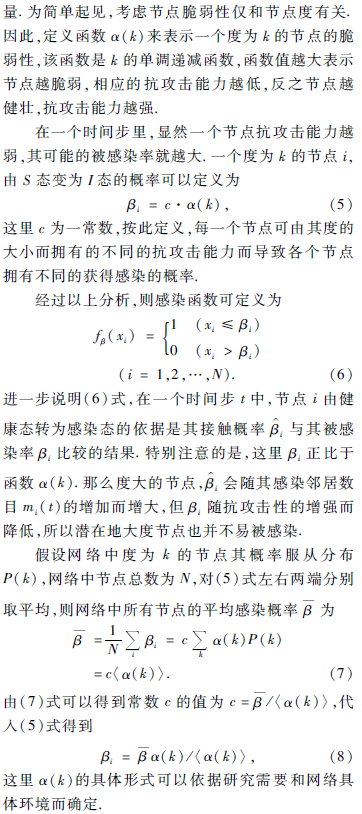 量. 为简单起见, 考虑节点脆弱性仅和节点度有关.
因此, 定义函数 α(k) 来表示一个度为 k 的节点的脆
弱性, 该函数是 k 的单调递减函数, 函数值越大表示
节点越脆弱, 相应的抗攻击能力越低, 反之节点越
健壮, 抗攻击能力越强.
在一个时间步里, 显然一个节点抗攻击能力越
弱, 其可能的被感染率就越大. 一个度为 k 的节点 i,
由 S 态变为 I 态的概率可以定义为
β_i = c · α(k), (5)
这里 c 为一常数, 按此定义, 每一个节点可由其度的
大小而拥有的不同的抗攻击能力而导致各个节点
拥有不同的获得感染的概率.
经过以上分析, 则感染函数可定义为
f_β(x_i) = { 1 (x_i ≤ β_i)
0 (x_i > β_i)
(i = 1,2,…,N). (6)
进一步说明(6)式, 在一个时间步 t 中, 节点 i 由健
康态转为感染态的依据是其接触概率 β̂_i 与其被感
染率 β_i 比较的结果. 特别注意的是, 这里 β_i 正比于
函数 α(k). 那么度大的节点, β̂_i 会随其感染邻居数
目 m_i(t) 的增加而增大, 但 β_i 随抗攻击性的增强而
降低, 所以潜在地大度节点也并不易被感染.
假设网络中度为 k 的节点其概率服从分布
P(k), 网络中节点总数为 N, 对(5)式左右两端分别
取平均, 则网络中所有节点的平均感染概率 β̄ 为
β̄ = 1/N ∑_i β_i = c ∑_k α(k)P(k)
= c⟨α(k)⟩. (7)
由(7)式可以得到常数 c 的值为 c = β̄/⟨α(k)⟩, 代
入(5)式得到
β_i = β̄α(k)/⟨α(k)⟩, (8)
这里 α(k) 的具体形式可以依据研究需要和网络具
体环境而确定.